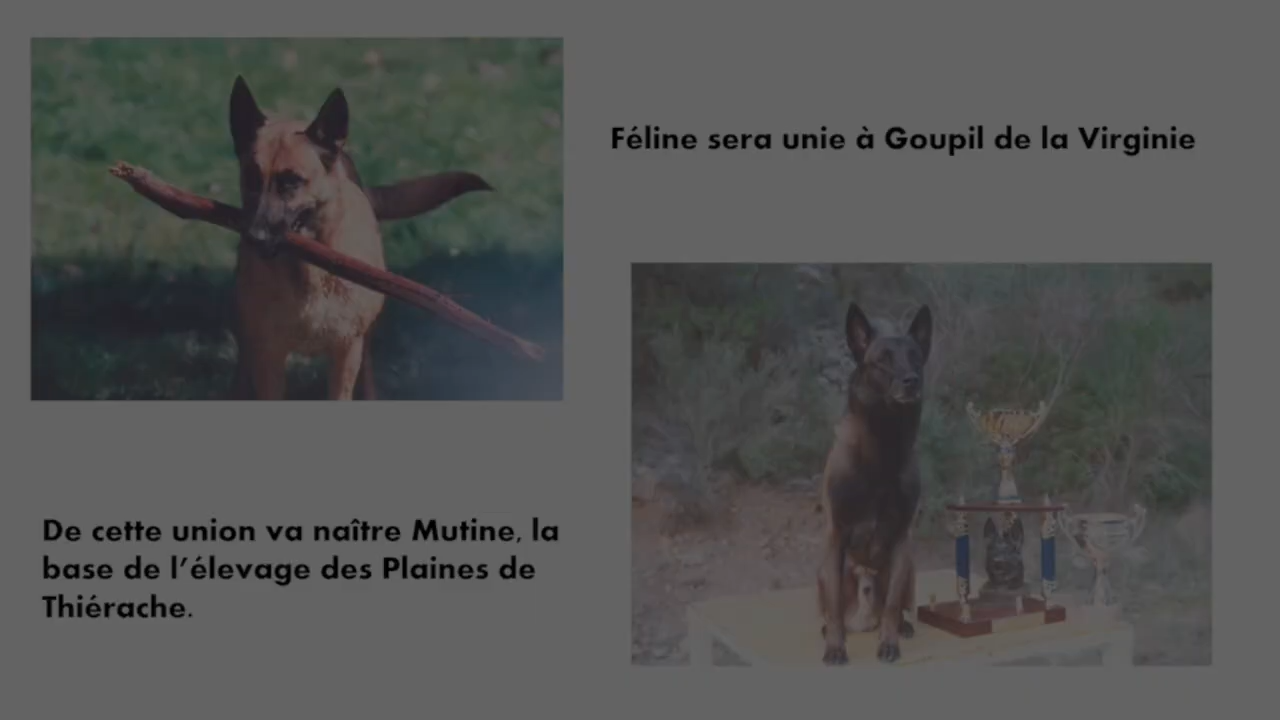 Féline sera unie à Goupil de la Virginie
De cette union va naître Mutine, la
base de l'élevage des Plaines de
Thiérache.